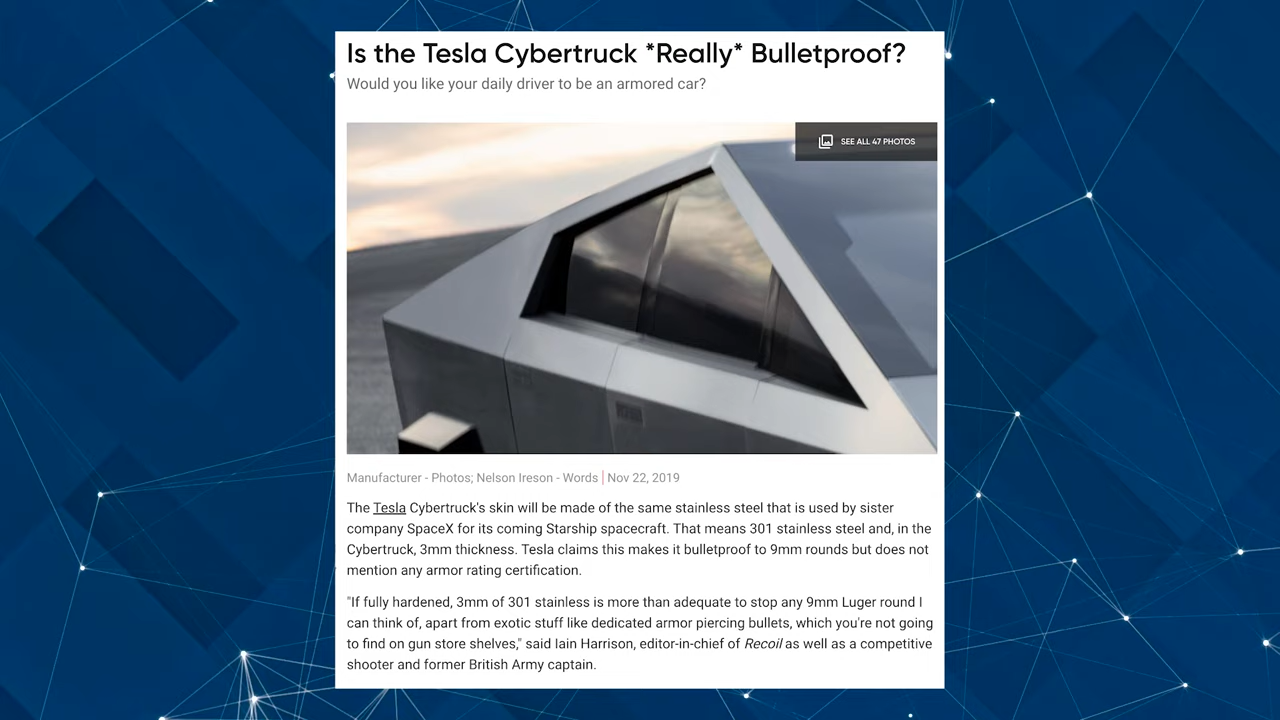 Is the Tesla Cybertruck *Really* Bulletproof?
Would you like your daily driver to be an armored car?
SEE ALL 47 PHOTOS
Manufacturer - Photos; Nelson Ireson - Words | Nov 22, 2019
The Tesla Cybertruck's skin will be made of the same stainless steel that is used by sister
company SpaceX for its coming Starship spacecraft. That means 301 stainless steel and, in the
Cybertruck, 3mm thickness. Tesla claims this makes it bulletproof to 9mm rounds but does not
mention any armor rating certification.
"If fully hardened, 3mm of 301 stainless is more than adequate to stop any 9mm Luger round I
can think of, apart from exotic stuff like dedicated armor piercing bullets, which you're not going
to find on gun store shelves," said Iain Harrison, editor-in-chief of Recoil as well as a competitive
shooter and former British Army captain.